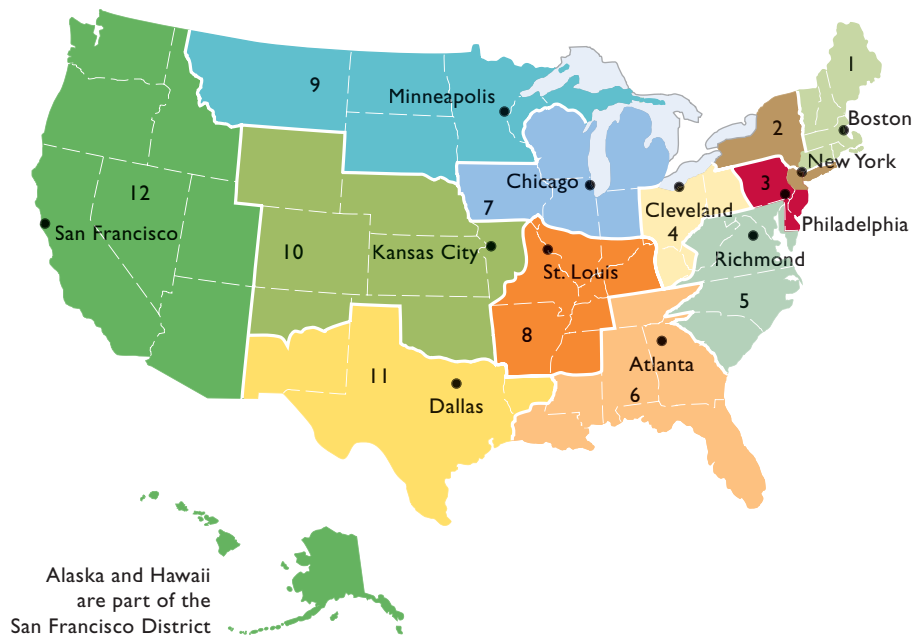 1
9
Minneapolis
2
Boston
New York
12
Chicago
3
7
Cleveland
Philadelphia
San Francisco
4
10
Kansas City
St. Louis
Richmond
5
8
Atlanta
11
6
Dallas
Alaska and Hawaii
are part of the
San Francisco District